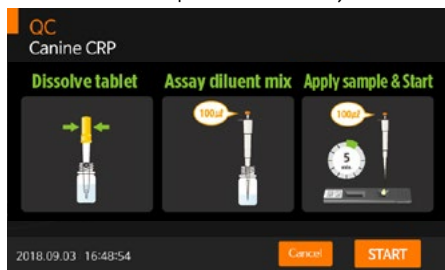 QC
Canine CRP
Dissolve tablet
Assay diluent mix
Apply sample & Start
100μl
100μl
5
min.
2018.09.03 16:48:54
Cancel
START